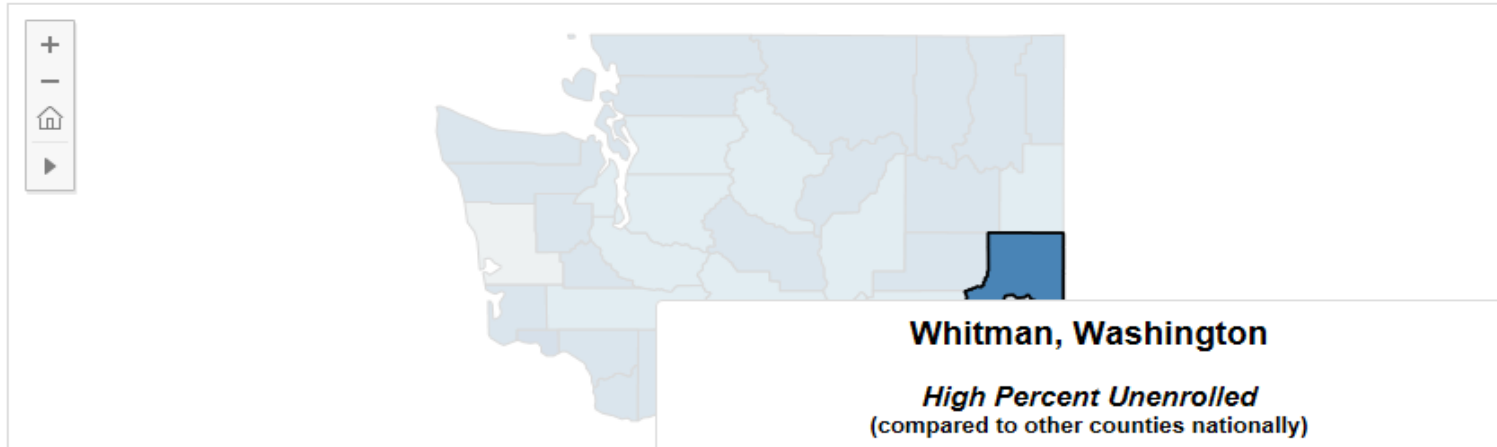 Whitman, Washington
High Percent Unenrolled
(compared to other counties nationally)